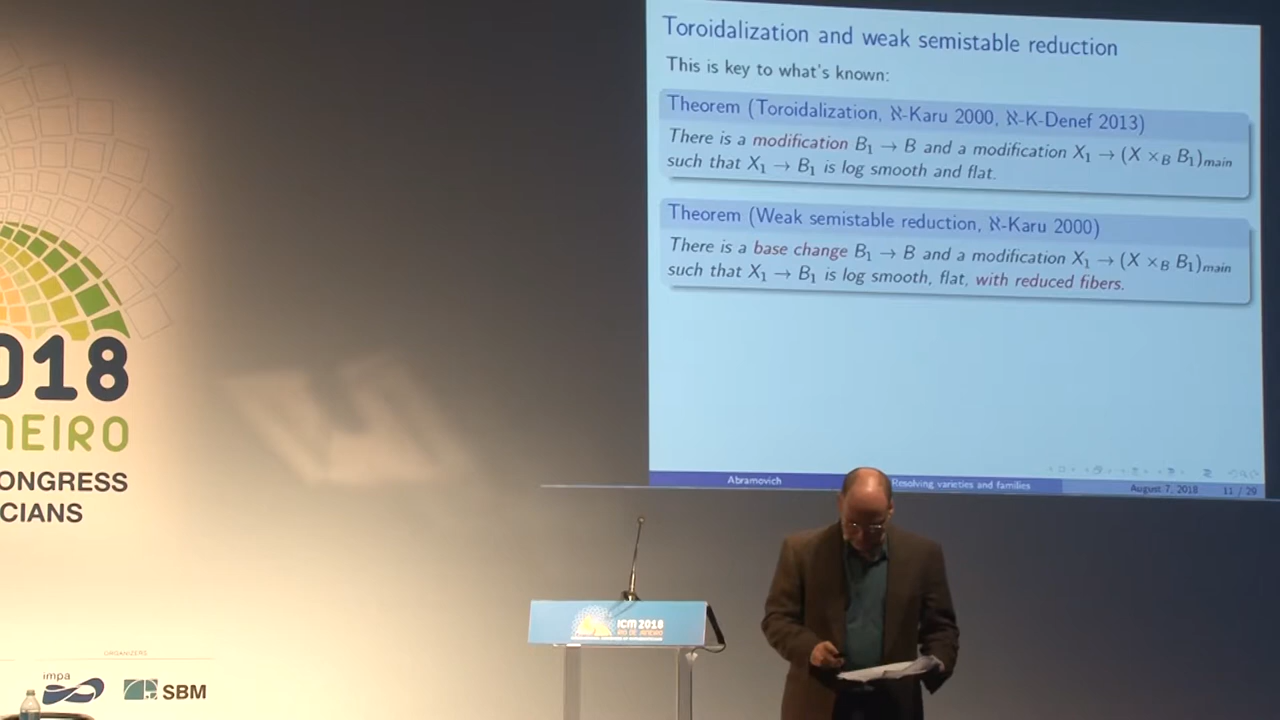 Toroidalization and weak semistable reduction
This is key to what's known:
Theorem (Toroidalization, ℵ-Karu 2000, ℵ-K-Denef 2013)
There is a modification B₁ → B and a modification X₁ → (X ×_B B₁)_main
such that X₁ → B₁ is log smooth and flat.
Theorem (Weak semistable reduction, ℵ-Karu 2000)
There is a base change B₁ → B and a modification X₁ → (X ×_B B₁)_main
such that X₁ → B₁ is log smooth, flat, with reduced fibers.
Abramovich
Resolving varieties and families
August 7, 2018
11 / 29
018
NEIRO
ONGRESS
CIANS
ICM 2018
RIO DE JANEIRO
ORGANIZERS
impa
SBM